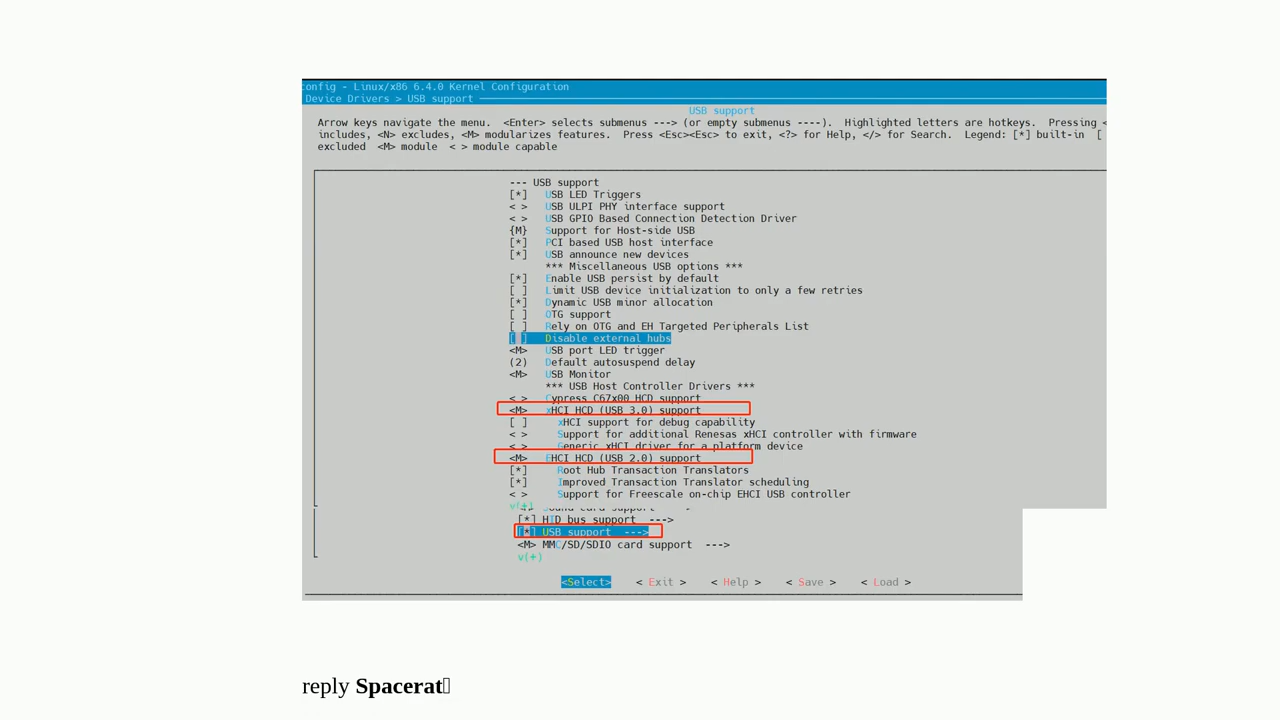 config - Linux/x86 6.4.0 Kernel Configuration
Device Drivers > USB support
USB support
Arrow keys navigate the menu. <Enter> selects submenus ---> (or empty submenus ----). Highlighted letters are hotkeys. Pressing <
includes, <N> excludes, <M> modularizes features. Press <Esc><Esc> to exit, <?> for Help, </> for Search. Legend: [*] built-in [
excluded <M> module < > module capable
--- USB support
[*] USB LED Triggers
< > USB ULPI PHY interface support
< > USB GPIO Based Connection Detection Driver
{M} Support for Host-side USB
[*] PCI based USB host interface
[*] USB announce new devices
*** Miscellaneous USB options ***
[*] Enable USB persist by default
[ ] Limit USB device initialization to only a few retries
[*] Dynamic USB minor allocation
[ ] OTG support
[ ] Rely on OTG and EH Targeted Peripherals List
[ ] Disable external hubs
<M> USB port LED trigger
(2) Default autosuspend delay
<M> USB Monitor
*** USB Host Controller Drivers ***
< > Cypress C67x00 HCD support
<M> xHCI HCD (USB 3.0) support
[ ] xHCI support for debug capability
< > Support for additional Renesas xHCI controller with firmware
< > Generic xHCI driver for a platform device
<M> EHCI HCD (USB 2.0) support
[*] Root Hub Transaction Translators
[*] Improved Transaction Translator scheduling
< > Support for Freescale on-chip EHCI USB controller
v(+)
Sound card support
[*] HID bus support --->
[*] USB support --->
<M> MMC/SD/SDIO card support --->
v(+)
<Select> < Exit > < Help > < Save > < Load >
reply Spacerat